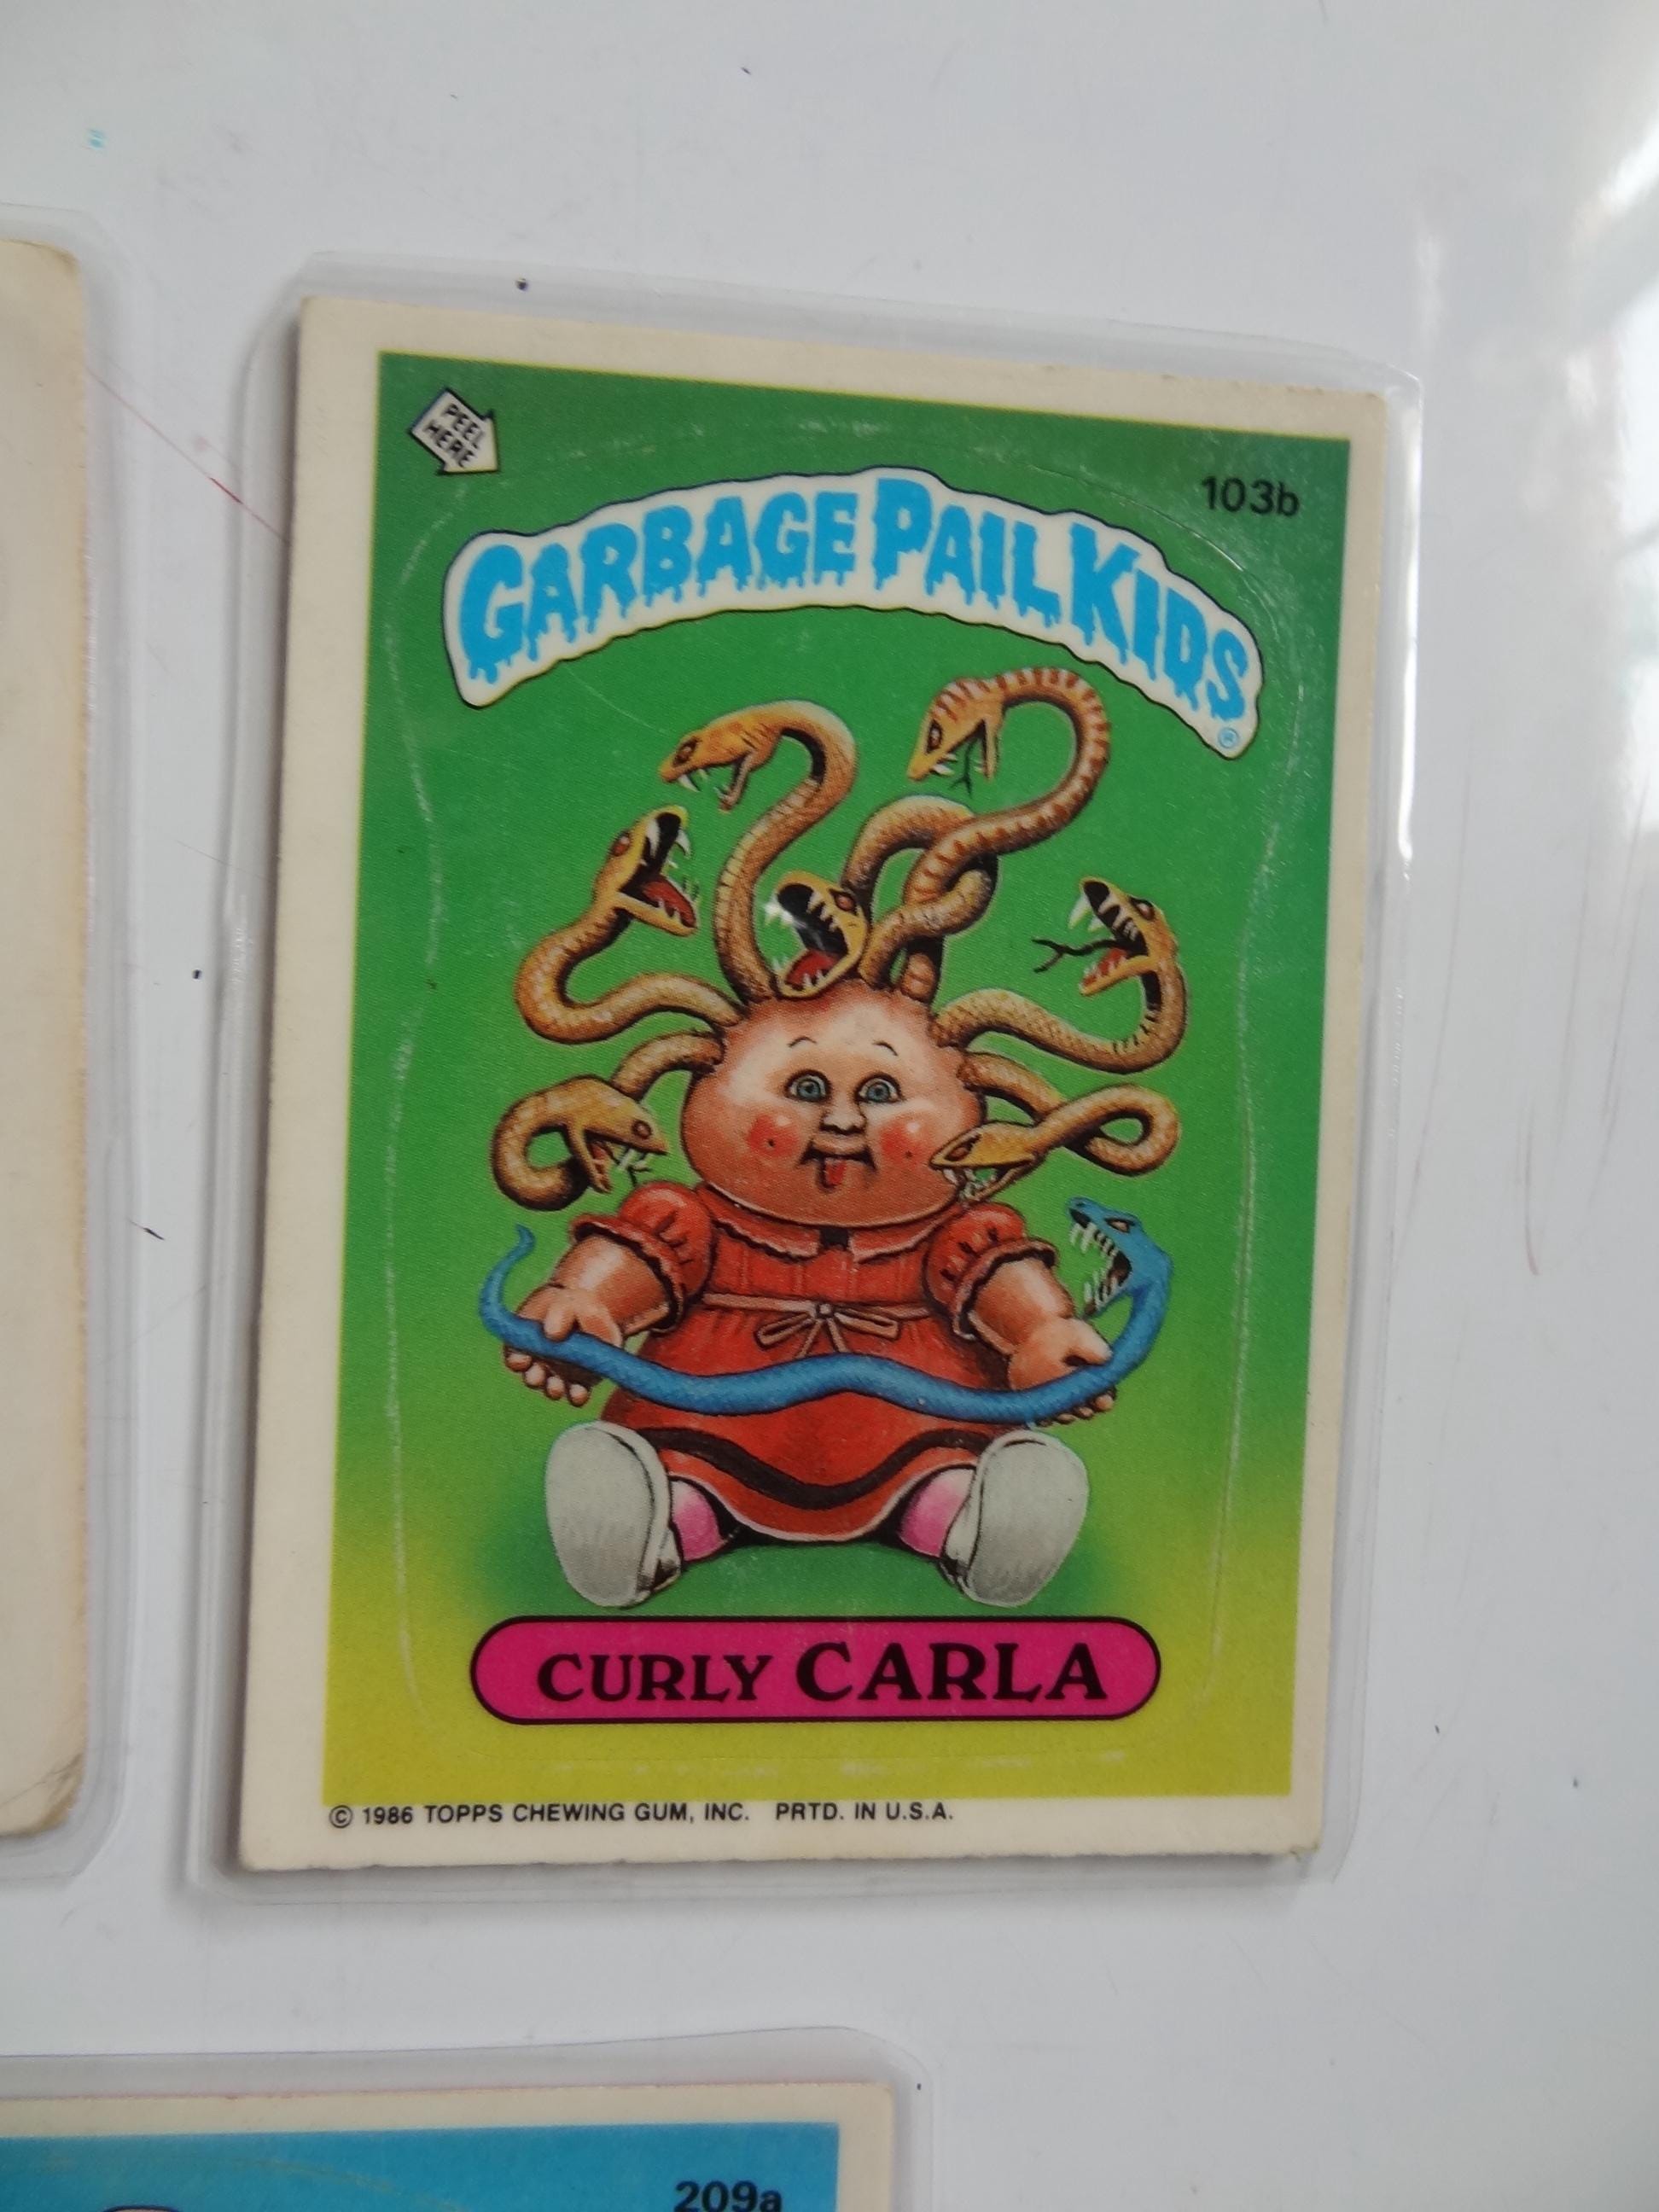 PEEL
HERE
103b
GARBAGE PAIL KIDS®
CURLY CARLA
© 1986 TOPPS CHEWING GUM, INC. PRTD. IN U.S.A.
209a